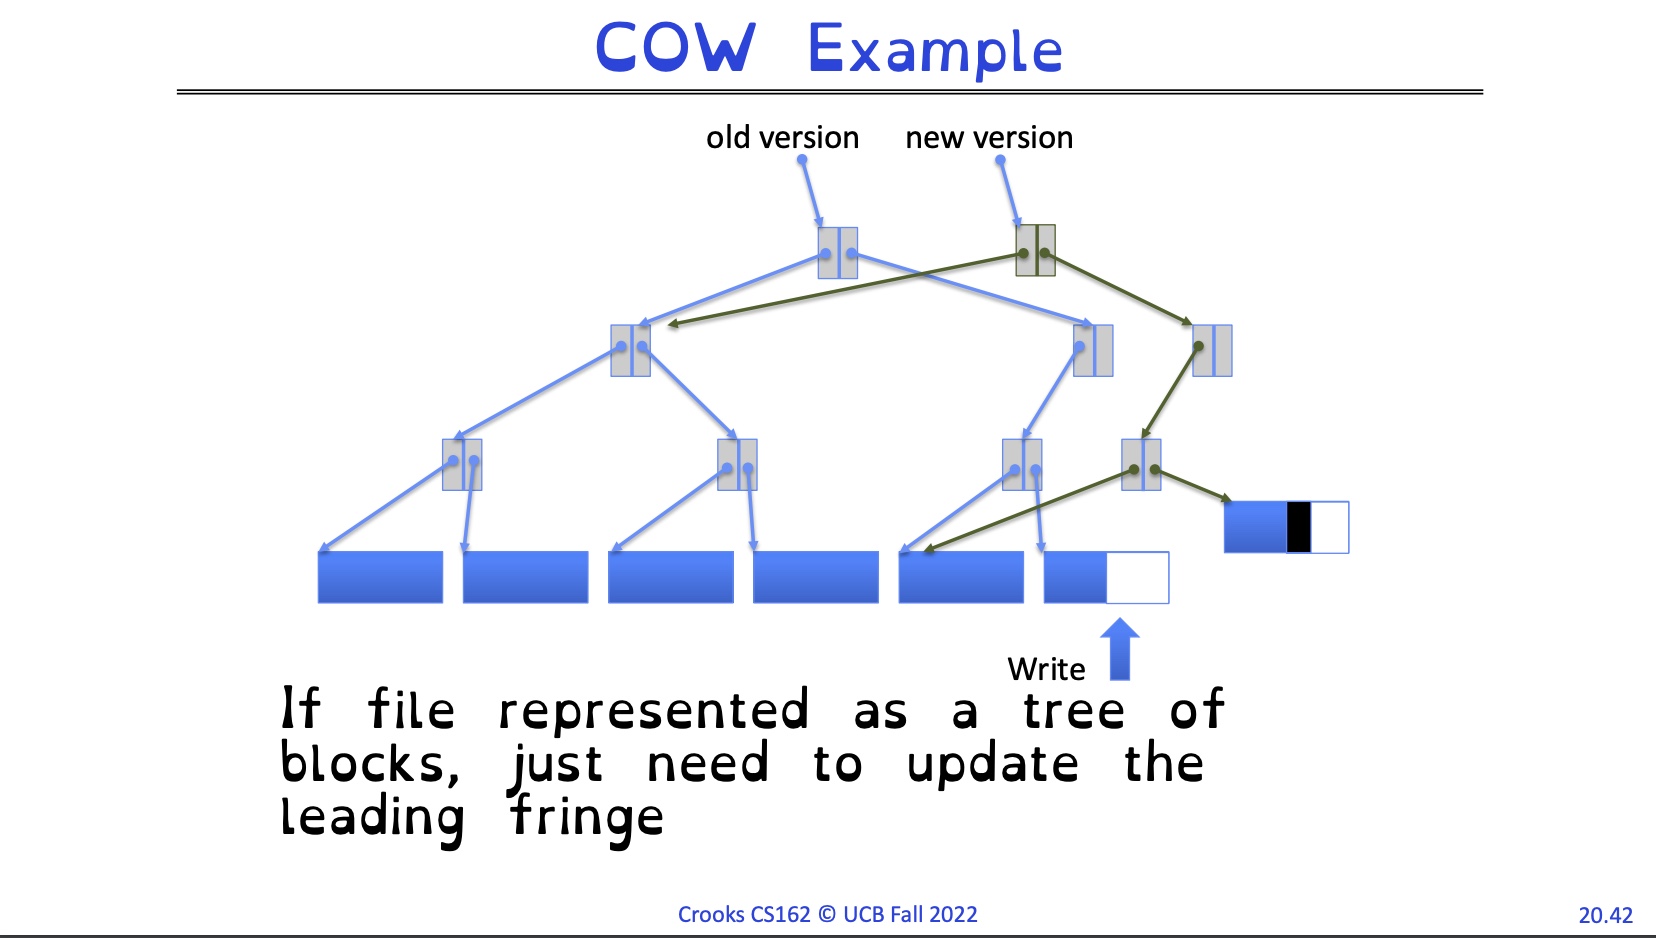 COW Example
old version new version
Write
If file represented as a tree of
blocks, just need to update the
leading fringe
Crooks CS162 © UCB Fall 2022
20.42